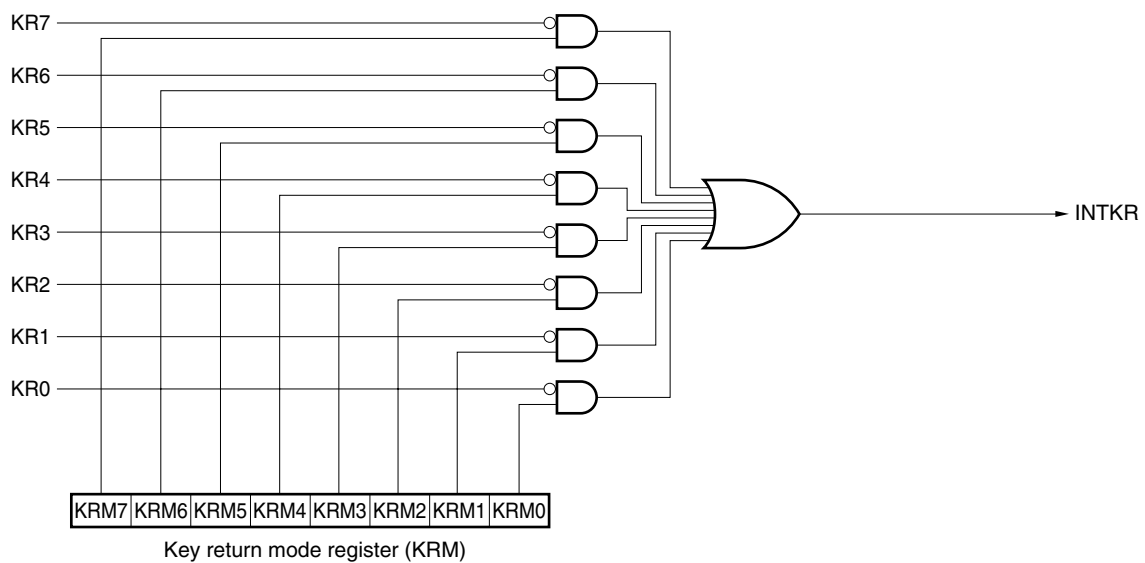 KR7
KR6
KR5
KR4
KR3
INTKR
KR2
KR1
KR0
KRM7 KRM6 KRM5 KRM4 KRM3 KRM2 KRM1 KRM0
Key return mode register (KRM)